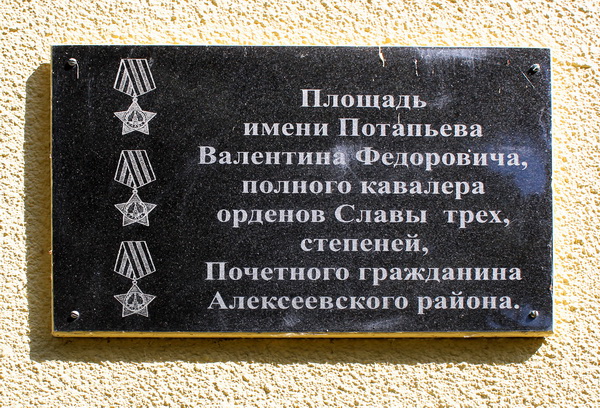 Площадь
имени Потапьева
Валентина Федоровича,
полного кавалера
орденов Славы трех,
степеней,
Почетного гражданина
Алексеевского района.